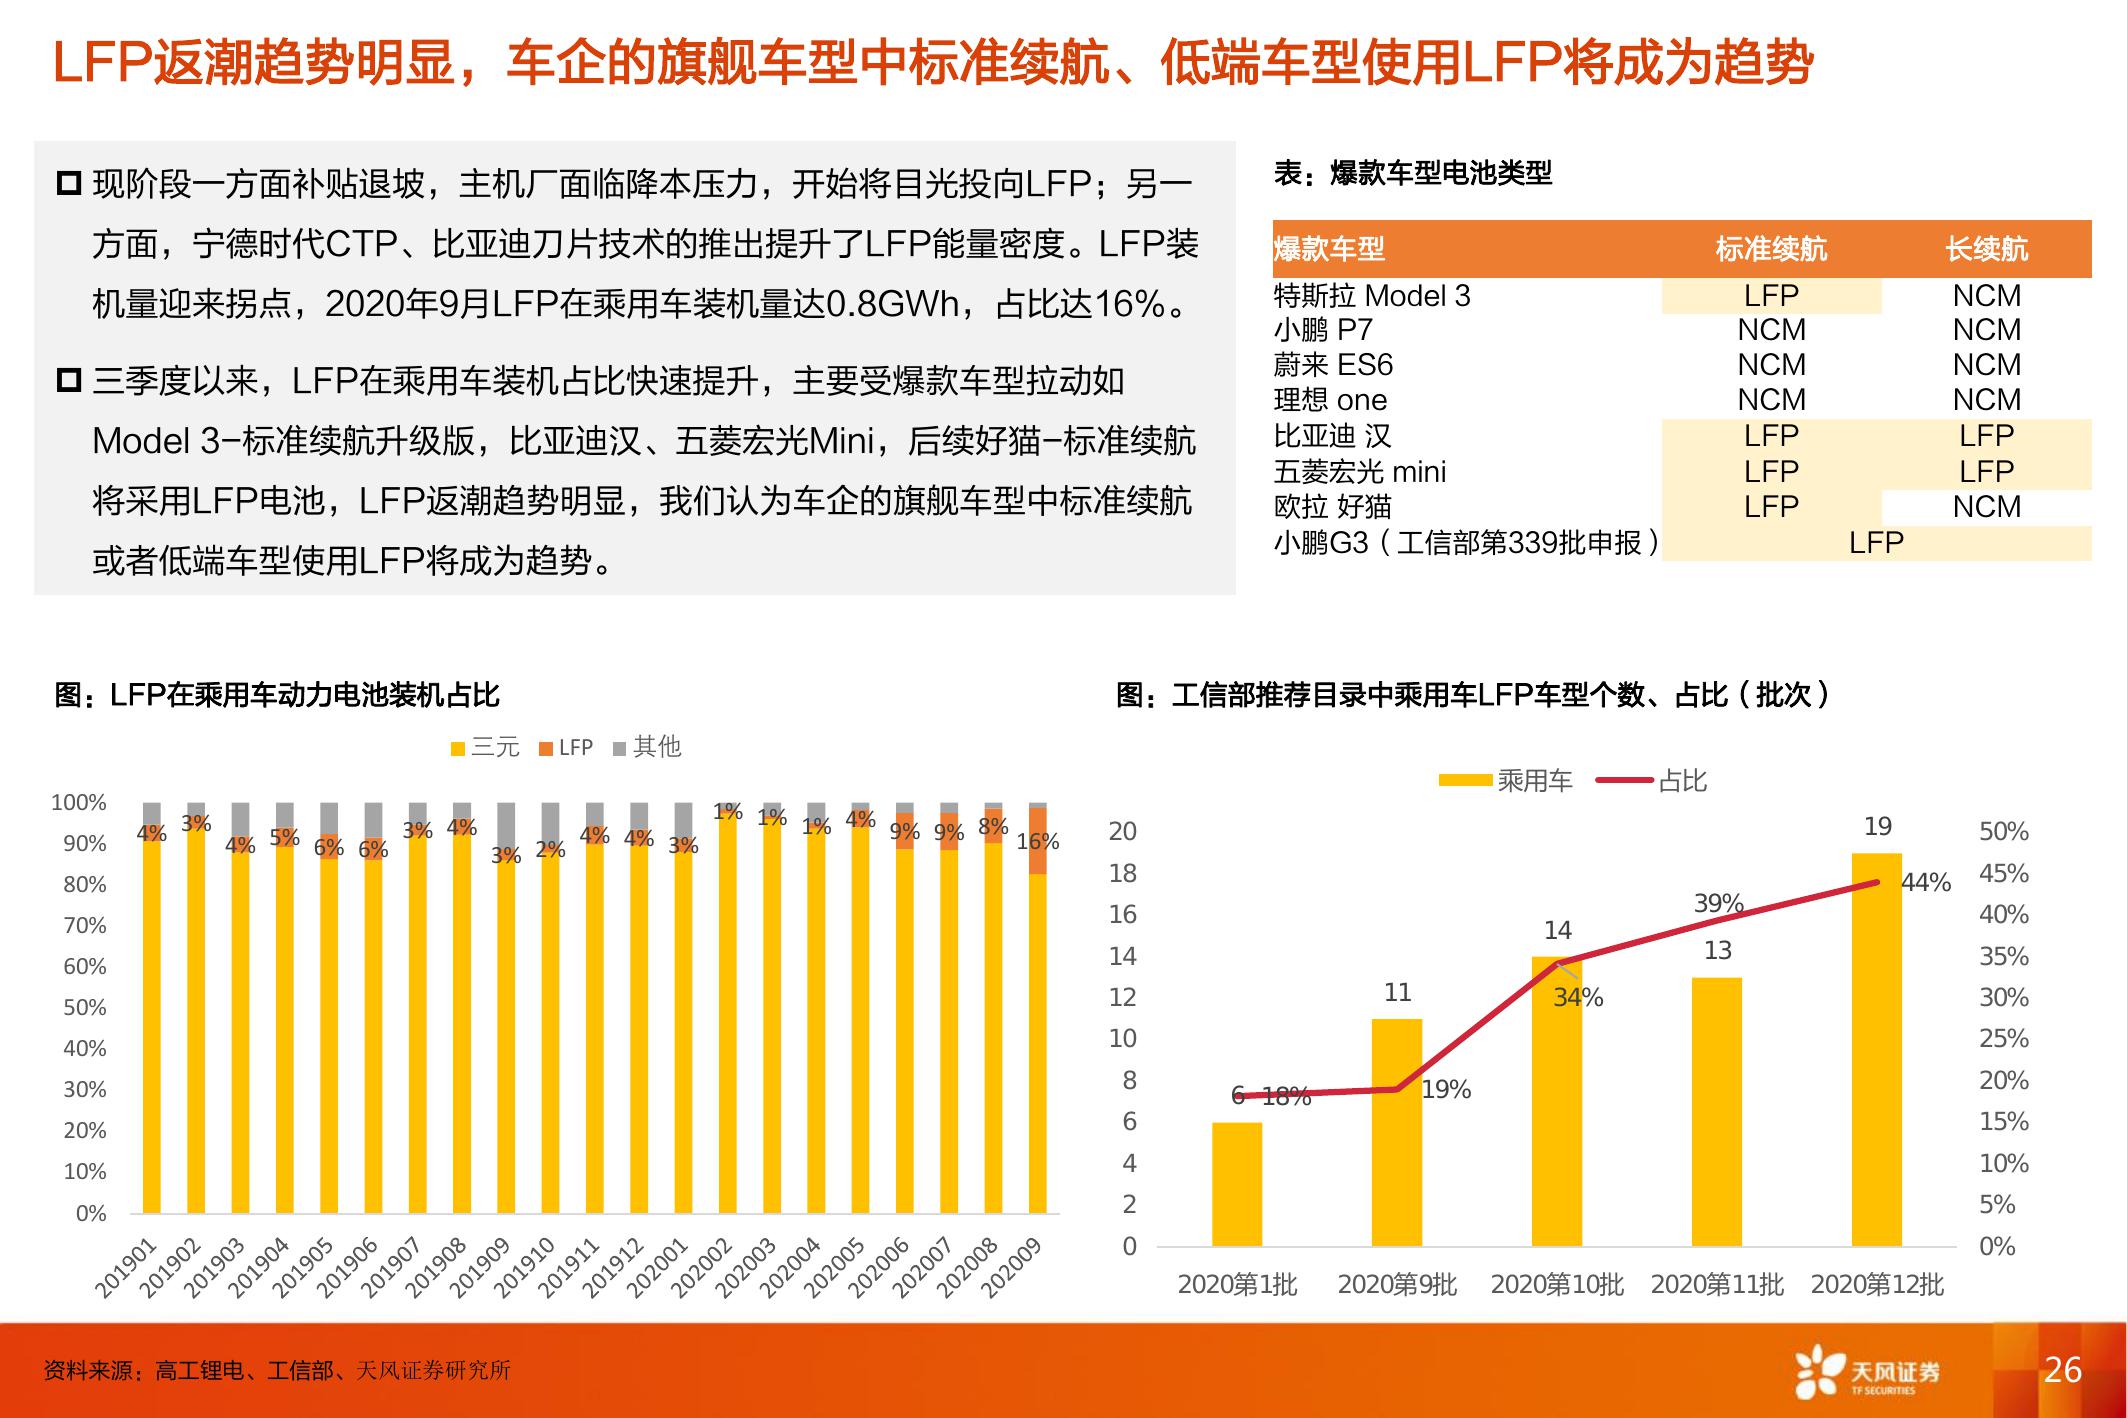 LFP返潮趋势明显，车企的旗舰车型中标准续航、低端车型使用LFP将成为趋势
现阶段一方面补贴退坡，主机厂面临降本压力，开始将目光投向LFP；另一
方面，宁德时代CTP、比亚迪刀片技术的推出提升了LFP能量密度。LFP装
机量迎来拐点，2020年9月LFP在乘用车装机量达0.8GWh，占比达16%。
三季度以来，LFP在乘用车装机占比快速提升，主要受爆款车型拉动如
Model 3-标准续航升级版，比亚迪汉、五菱宏光Mini，后续好猫-标准续航
将采用LFP电池，LFP返潮趋势明显，我们认为车企的旗舰车型中标准续航
或者低端车型使用LFP将成为趋势。
表：爆款车型电池类型
爆款车型 标准续航 长续航
特斯拉 Model 3 LFP NCM
小鹏 P7 NCM NCM
蔚来 ES6 NCM NCM
理想 one NCM NCM
比亚迪 汉 LFP LFP
五菱宏光 mini LFP LFP
欧拉 好猫 LFP NCM
小鹏G3（工信部第339批申报） LFP
图：LFP在乘用车动力电池装机占比
三元 LFP 其他
100%
90%
80%
70%
60%
50%
40%
30%
20%
10%
0%
4% 3% 4% 5% 6% 6% 3% 4% 3% 2% 4% 4% 3% 1% 1% 1% 4% 9% 9% 8% 16%
201901 201902 201903 201904 201905 201906 201907 201908 201909 201910 201911 201912 202001 202002 202003 202004 202005 202006 202007 202008 202009
图：工信部推荐目录中乘用车LFP车型个数、占比（批次）
乘用车 占比
20
18
16
14
12
10
8
6
4
2
0
6 11 14 13 19
18% 19% 34% 39% 44%
50%
45%
40%
35%
30%
25%
20%
15%
10%
5%
0%
2020第1批 2020第9批 2020第10批 2020第11批 2020第12批
资料来源：高工锂电、工信部、天风证券研究所
天风证券
TF SECURITIES
26